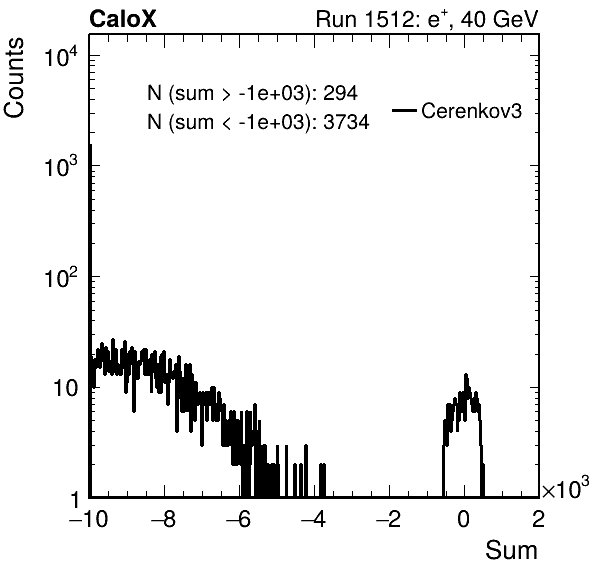 CaloX Run 1512: e⁺, 40 GeV
Counts
N (sum > -1e+03): 294
N (sum < -1e+03): 3734
Cerenkov3
10⁴
10³
10²
10
1
−10 −8 −6 −4 −2 0 2
×10³
Sum